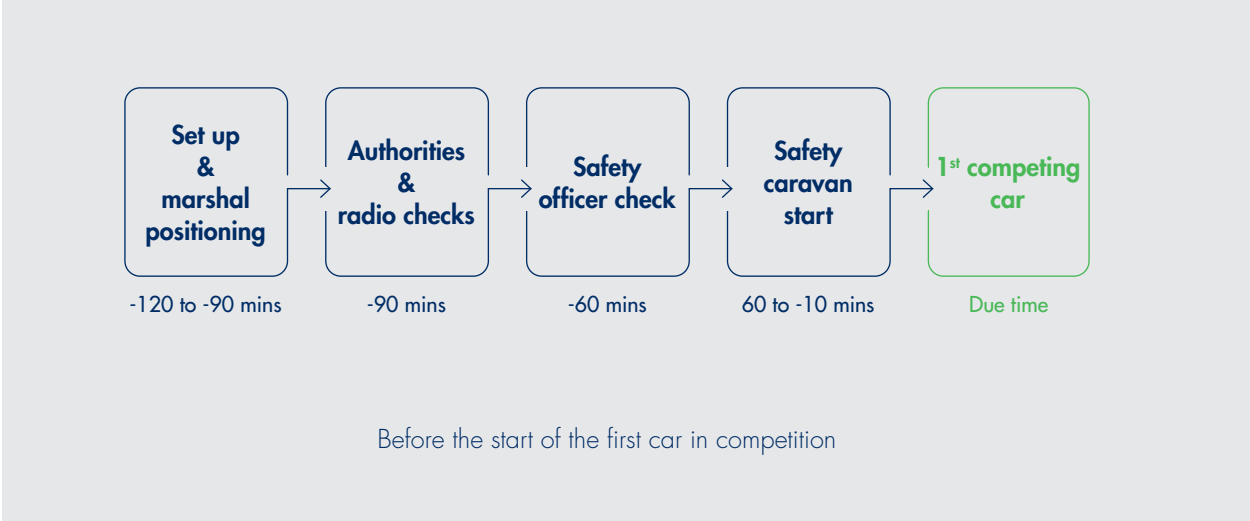 Set up
&
marshal
positioning
Authorities
&
radio checks
Safety
officer check
Safety
caravan
start
1st competing
car
-120 to -90 mins
-90 mins
-60 mins
60 to -10 mins
Due time
Before the start of the first car in competition